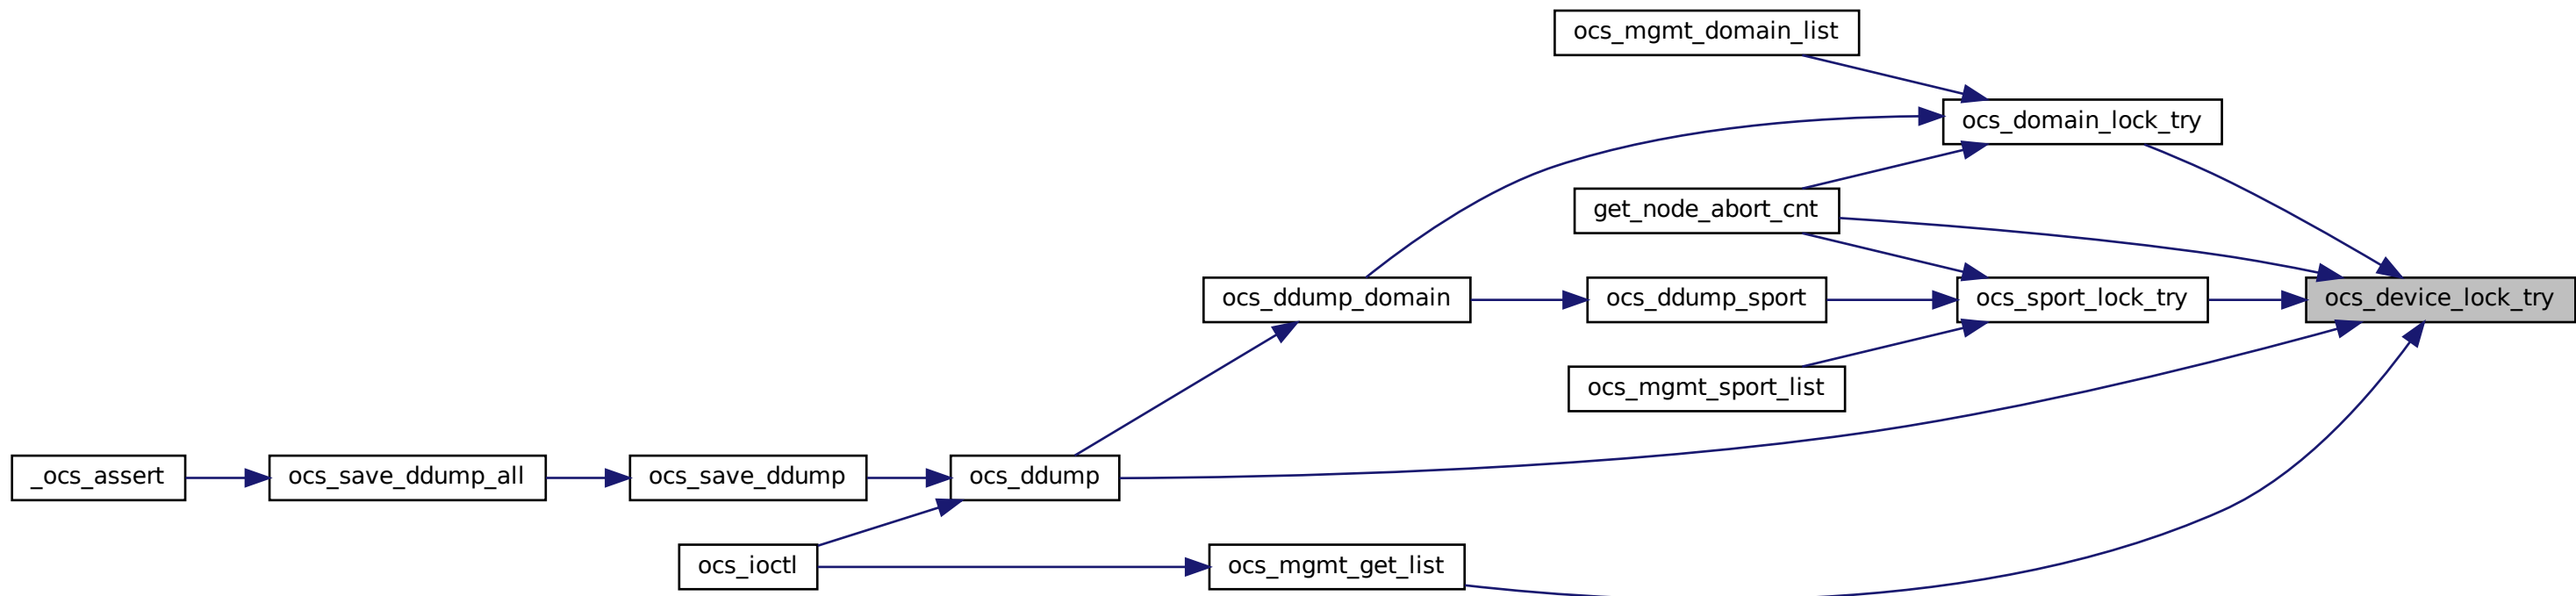 ocs_mgmt_domain_list
ocs_domain_lock_try
get_node_abort_cnt
ocs_ddump_domain
ocs_ddump_sport
ocs_sport_lock_try
ocs_device_lock_try
ocs_mgmt_sport_list
_ocs_assert
ocs_save_ddump_all
ocs_save_ddump
ocs_ddump
ocs_ioctl
ocs_mgmt_get_list